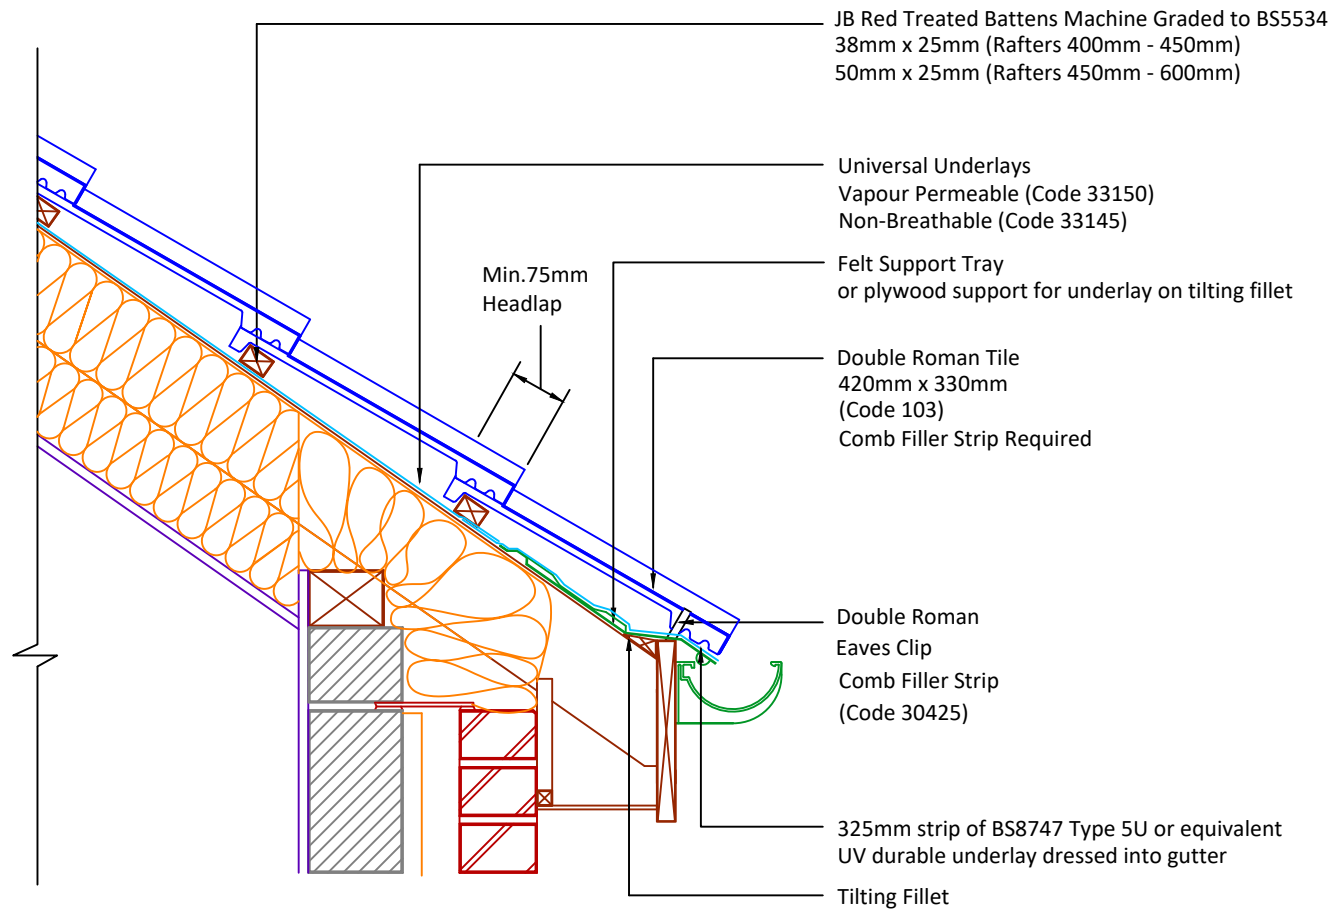 JB Red Treated Battens Machine Graded to BS5534
38mm x 25mm (Rafters 400mm - 450mm)
50mm x 25mm (Rafters 450mm - 600mm)
Universal Underlays
Vapour Permeable (Code 33150)
Non-Breathable (Code 33145)
Felt Support Tray
or plywood support for underlay on tilting fillet
Min.75mm
Headlap
Double Roman Tile
420mm x 330mm
(Code 103)
Comb Filler Strip Required
Double Roman
Eaves Clip
Comb Filler Strip
(Code 30425)
325mm strip of BS8747 Type 5U or equivalent
UV durable underlay dressed into gutter
Tilting Fillet